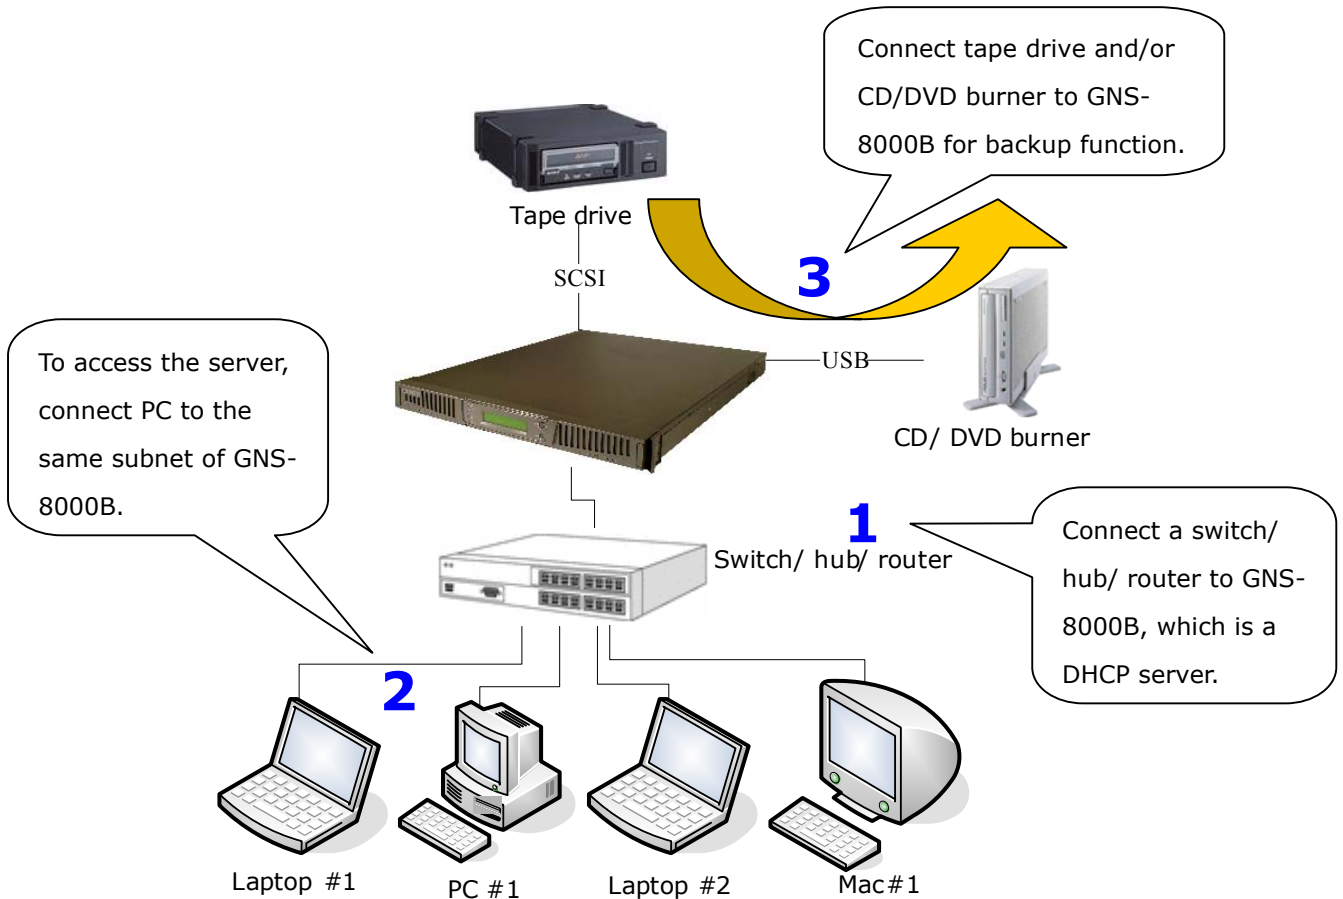 Connect tape drive and/or
CD/DVD burner to GNS-
8000B for backup function.
Tape drive
SCSI
3
To access the server,
connect PC to the
same subnet of GNS-
8000B.
USB
CD/ DVD burner
1
Switch/ hub/ router
Connect a switch/
hub/ router to GNS-
8000B, which is a
DHCP server.
2
Laptop #1
PC #1
Laptop #2
Mac#1